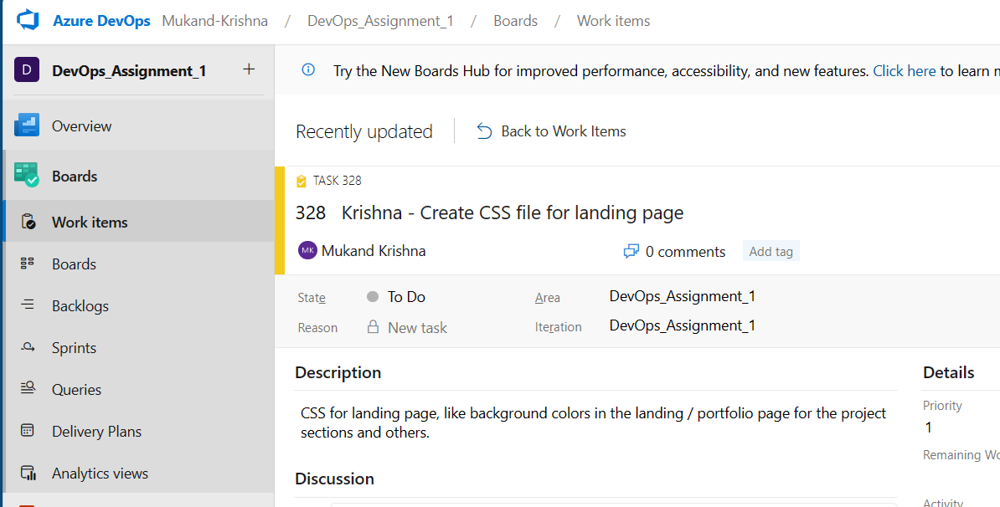 Azure DevOps Mukand-Krishna / DevOps_Assignment_1 / Boards / Work items
D DevOps_Assignment_1 +
Try the New Boards Hub for improved performance, accessibility, and new features. Click here to learn
Overview
Boards
Work items
Boards
Backlogs
Sprints
Queries
Delivery Plans
Analytics views
Recently updated Back to Work Items
TASK 328
328 Krishna - Create CSS file for landing page
MK Mukand Krishna 0 comments Add tag
State To Do Area DevOps_Assignment_1
Reason New task Iteration DevOps_Assignment_1
Description
CSS for landing page, like background colors in the landing / portfolio page for the project
sections and others.
Discussion
Details
Priority
1
Remaining
Activity